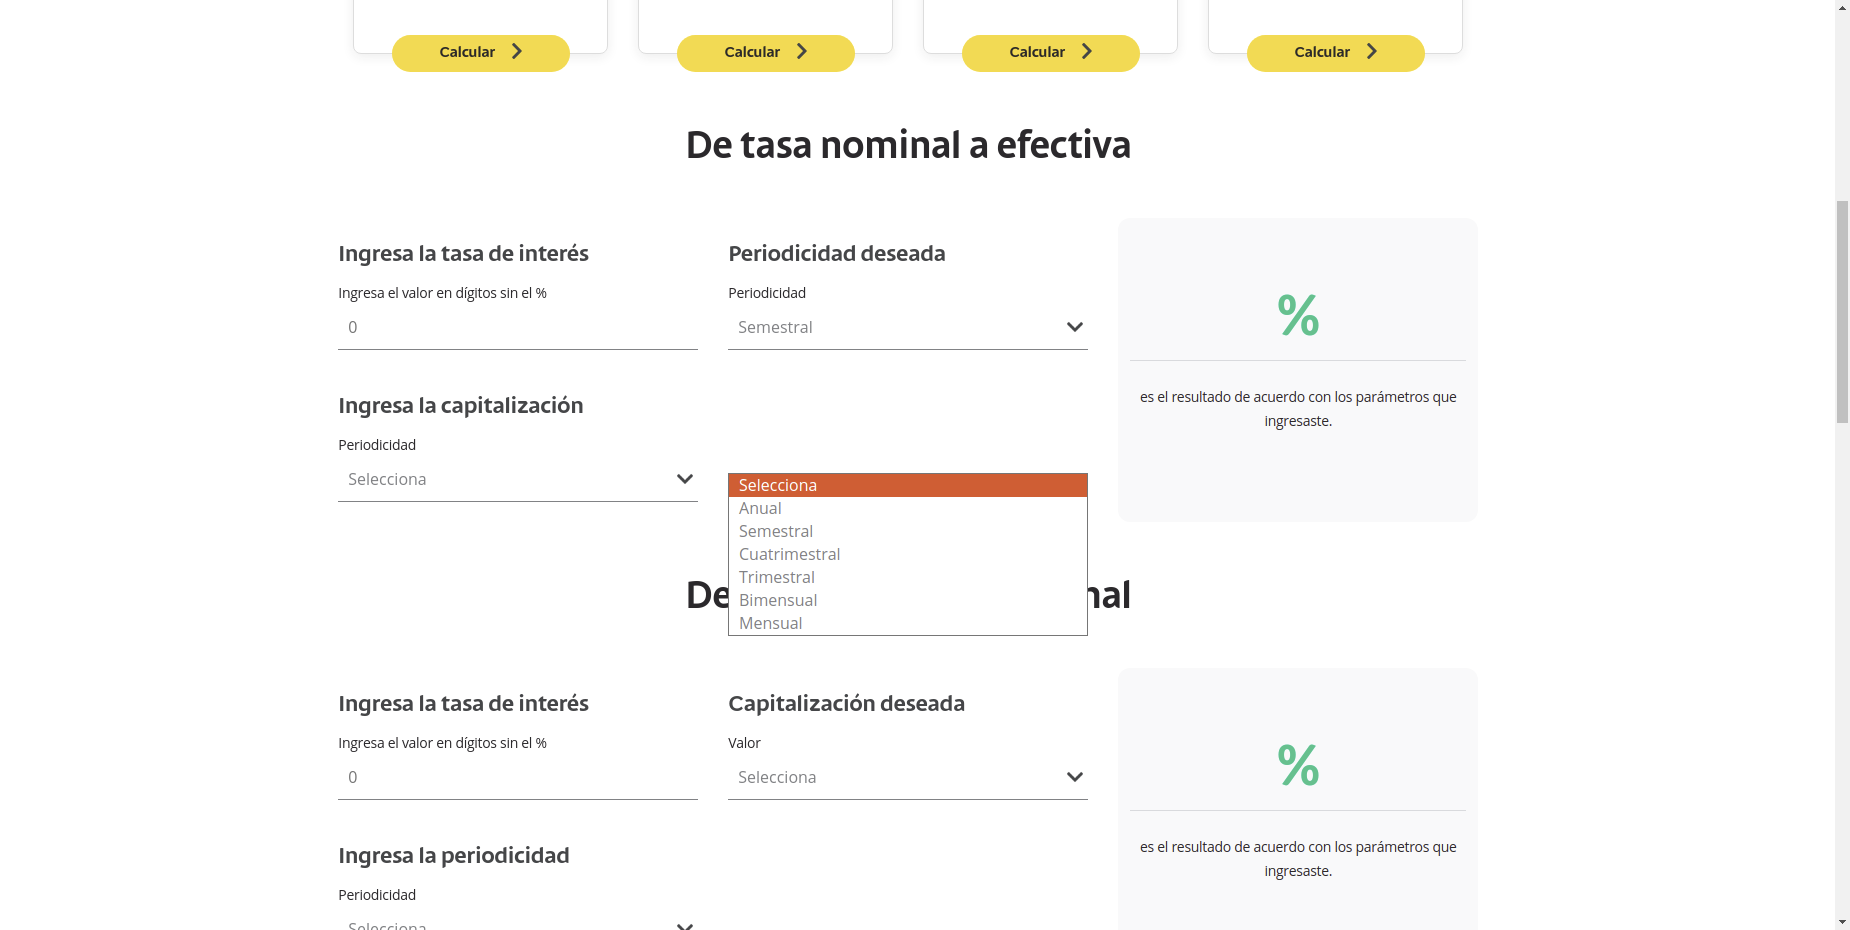 Calcular
Calcular
Calcular
Calcular
De tasa nominal a efectiva
Ingresa la tasa de interés
Ingresa el valor en dígitos sin el %
0
Periodicidad deseada
Periodicidad
Semestral
%
es el resultado de acuerdo con los parámetros que
ingresaste.
Ingresa la capitalización
Periodicidad
Selecciona
Selecciona
Anual
Semestral
Cuatrimestral
Trimestral
Bimensual
Mensual
De
Ingresa la tasa de interés
Ingresa el valor en dígitos sin el %
0
Capitalización deseada
Valor
Selecciona
%
es el resultado de acuerdo con los parámetros que
ingresaste.
Ingresa la periodicidad
Periodicidad
Selecciona